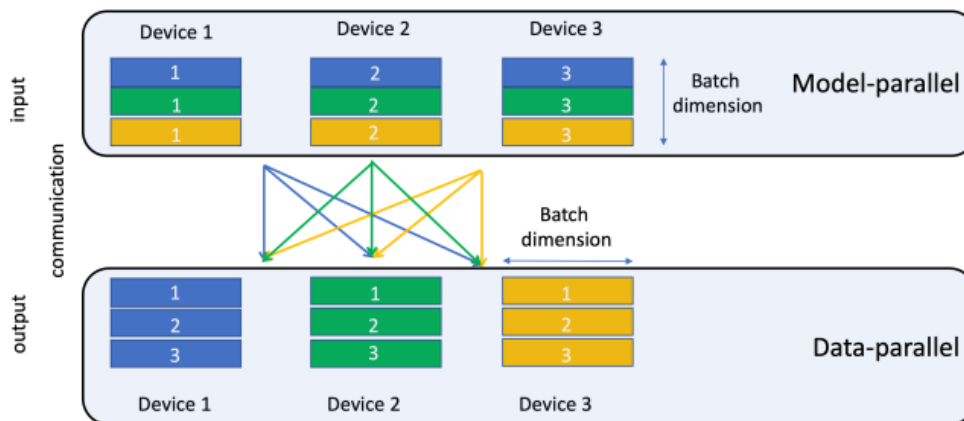 Device 1 Device 2 Device 3
input
1 2 3
1 2 3
1 2 3
Batch
dimension
Model-parallel
communication
Batch
dimension
output
1 1 1
2 2 2
3 3 3
Data-parallel
Device 1 Device 2 Device 3